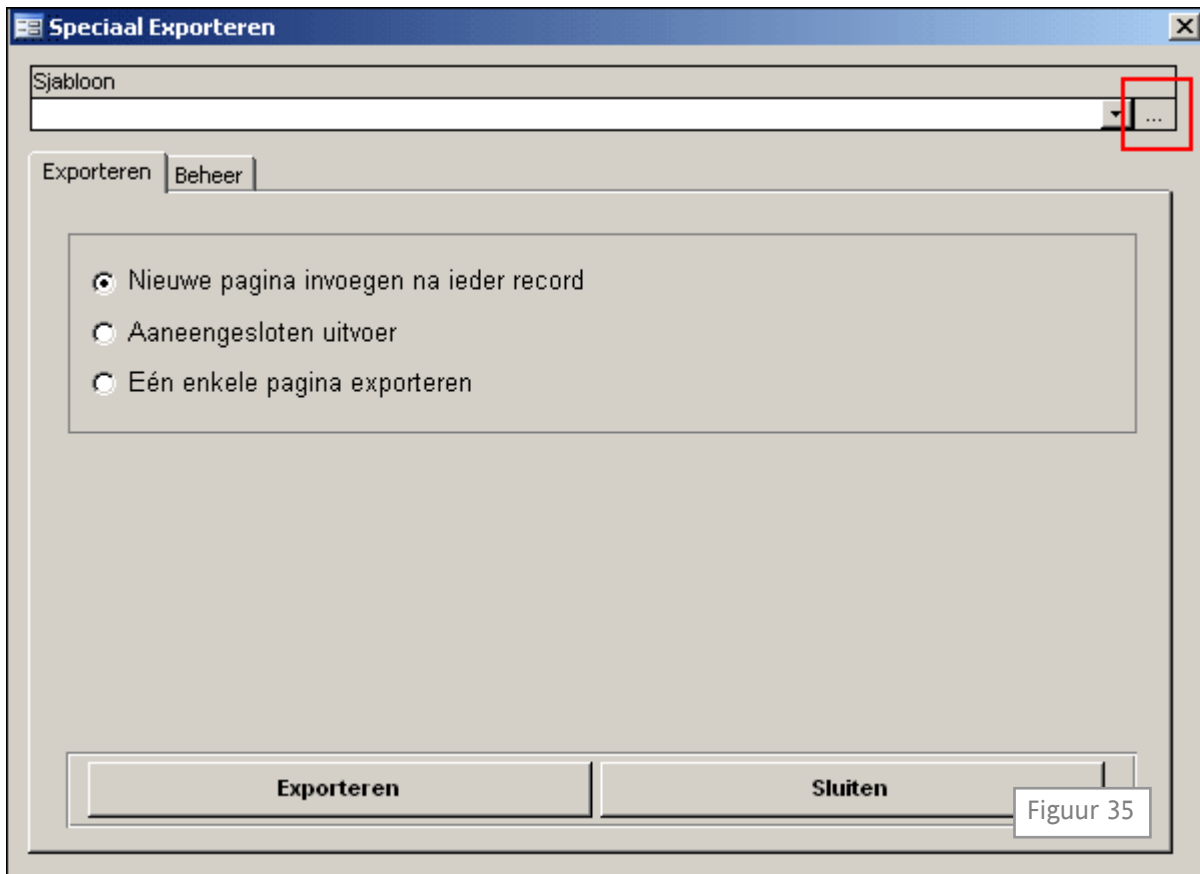 Speciaal Exporteren
Sjabloon
...
Exporteren Beheer
Nieuwe pagina invoegen na ieder record
Aaneengesloten uitvoer
Eén enkele pagina exporteren
Exporteren Sluiten
Figuur 35